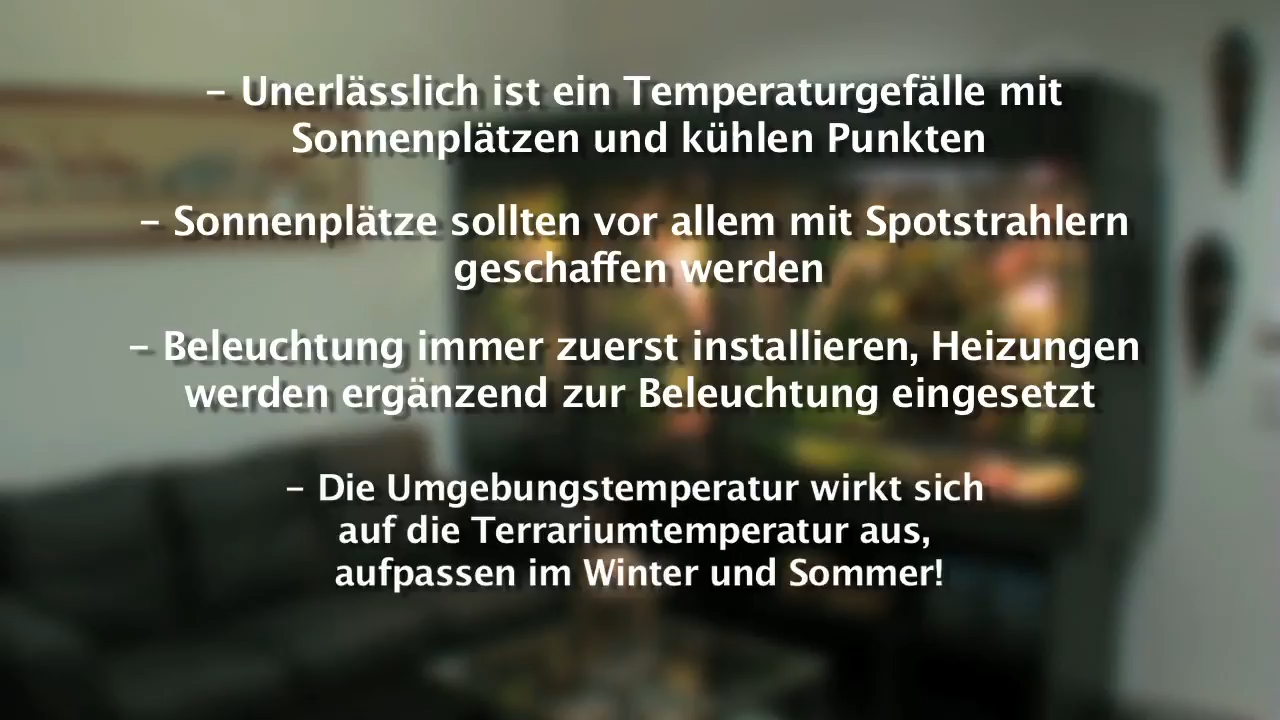 – Unerlässlich ist ein Temperaturgefälle mit
Sonnenplätzen und kühlen Punkten
– Sonnenplätze sollten vor allem mit Spotstrahlern
geschaffen werden
– Beleuchtung immer zuerst installieren, Heizungen
werden ergänzend zur Beleuchtung eingesetzt
– Die Umgebungstemperatur wirkt sich
auf die Terrariumtemperatur aus,
aufpassen im Winter und Sommer!